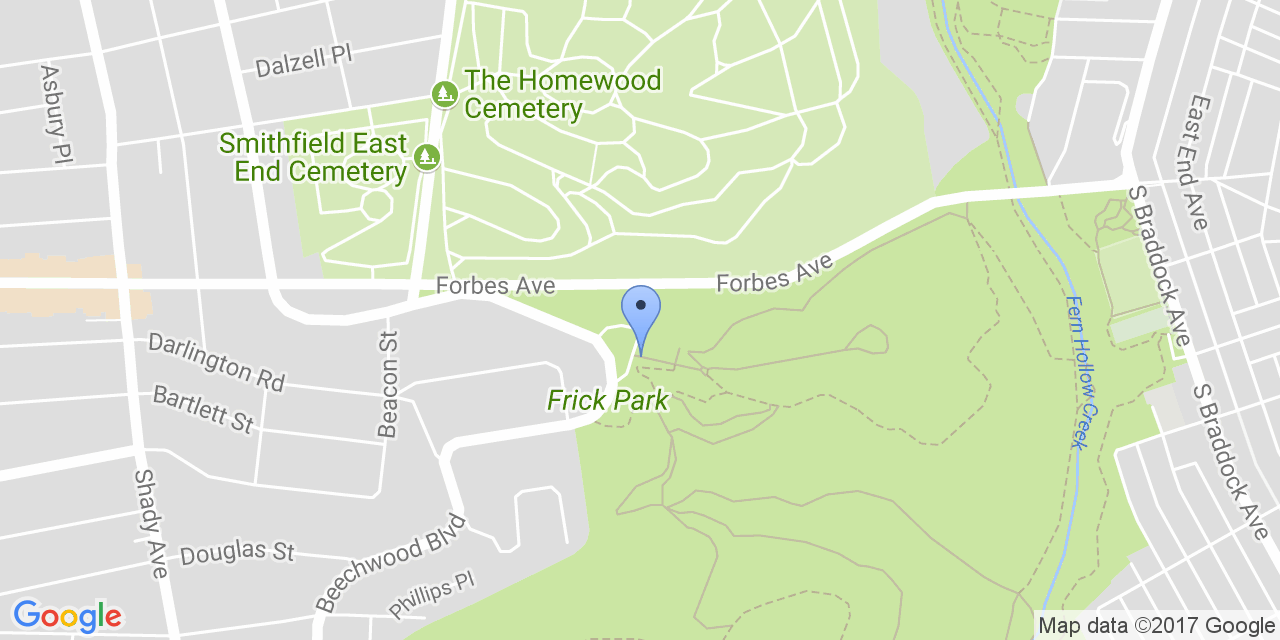 Dalzell Pl
Asbury Pl
The Homewood
Cemetery
Smithfield East
End Cemetery
East End Ave
S Braddock Ave
Forbes Ave
Forbes Ave
Fern Hollow Creek
Darlington Rd
Beacon St
Bartlett St
Frick Park
S Braddock Ave
Shady Ave
Douglas St
Beechwood Blvd
Phillips Pl
Google
Map data ©2017 Google